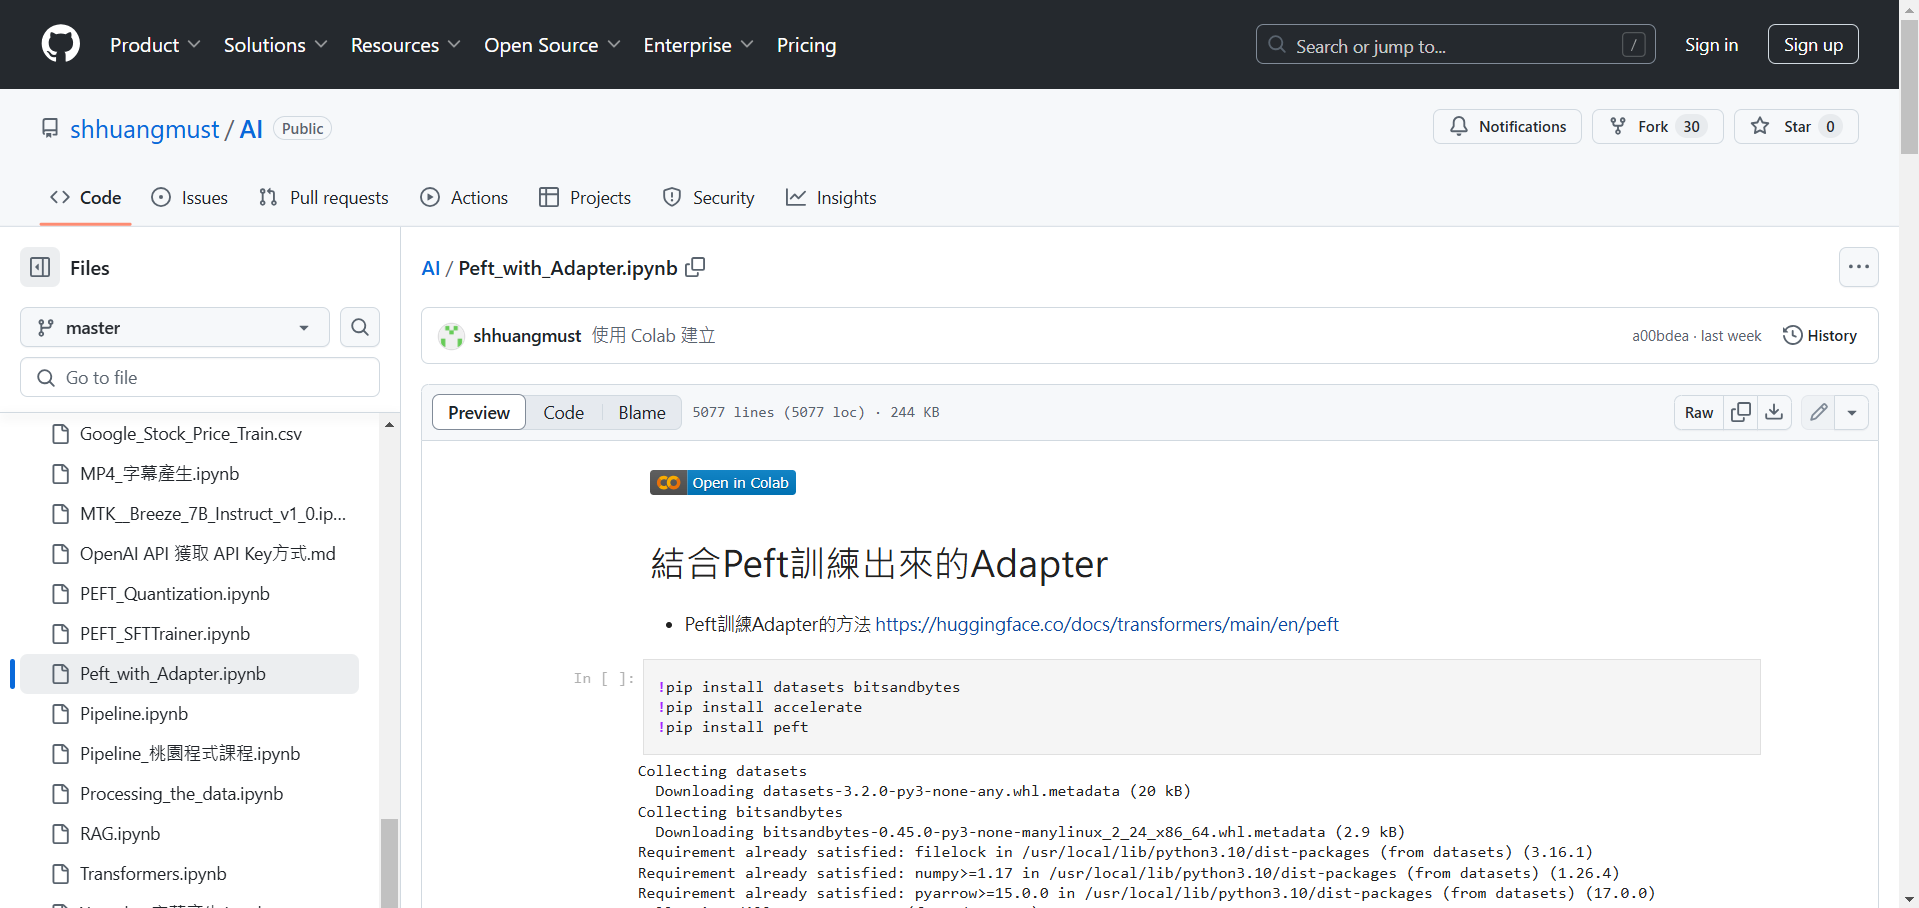 Product Solutions Resources Open Source Enterprise Pricing Search or jump to... / Sign in Sign up
shhuangmust / AI Public Notifications Fork 30 Star 0
Code Issues Pull requests Actions Projects Security Insights
Files
master
Go to file
Google_Stock_Price_Train.csv
MP4_字幕產生.ipynb
MTK__Breeze_7B_Instruct_v1_0.ip...
OpenAI API 獲取 API Key方式.md
PEFT_Quantization.ipynb
PEFT_SFTTrainer.ipynb
Peft_with_Adapter.ipynb
Pipeline.ipynb
Pipeline_桃園程式課程.ipynb
Processing_the_data.ipynb
RAG.ipynb
Transformers.ipynb
AI / Peft_with_Adapter.ipynb
shhuangmust 使用 Colab 建立 a00bdea · last week History
Preview Code Blame 5077 lines (5077 loc) · 244 KB Raw
Open in Colab
結合Peft訓練出來的Adapter
• Peft訓練Adapter的方法 https://huggingface.co/docs/transformers/main/en/peft
In [ ]:
!pip install datasets bitsandbytes
!pip install accelerate
!pip install peft
Collecting datasets
Downloading datasets-3.2.0-py3-none-any.whl.metadata (20 kB)
Collecting bitsandbytes
Downloading bitsandbytes-0.45.0-py3-none-manylinux_2_24_x86_64.whl.metadata (2.9 kB)
Requirement already satisfied: filelock in /usr/local/lib/python3.10/dist-packages (from datasets) (3.16.1)
Requirement already satisfied: numpy>=1.17 in /usr/local/lib/python3.10/dist-packages (from datasets) (1.26.4)
Requirement already satisfied: pyarrow>=15.0.0 in /usr/local/lib/python3.10/dist-packages (from datasets) (17.0.0)